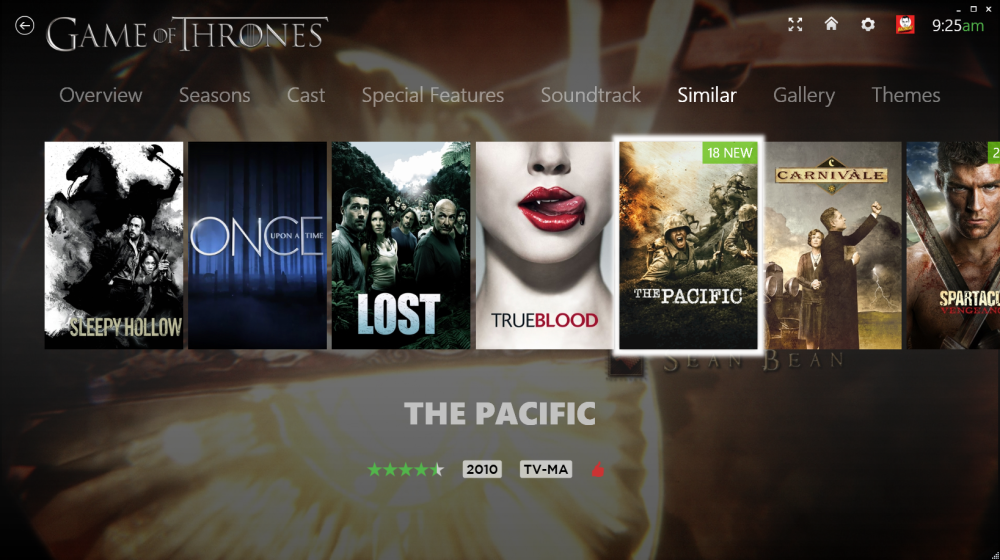 GAME OF THRONES
9:25am
Overview Seasons Cast Special Features Soundtrack Similar Gallery Themes
SLEEPY HOLLOW
ONCE UPON A TIME
LOST
TRUEBLOOD
18 NEW
THE PACIFIC
CARNIVÀLE
2
SPARTACU
VENGEANC
SEAN BEAN
THE PACIFIC
2010 TV-MA